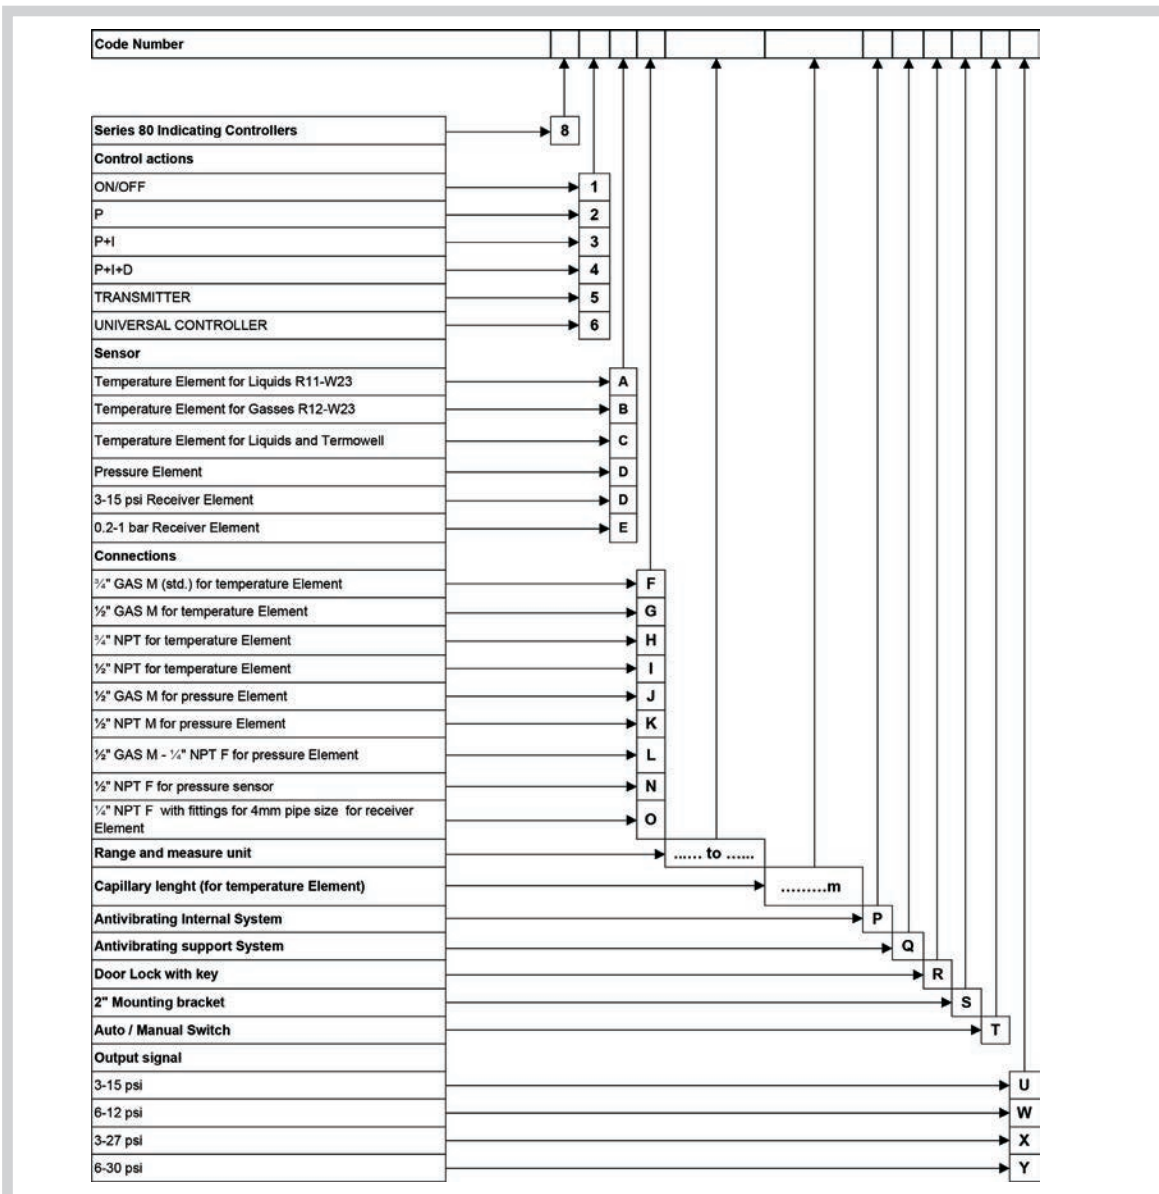 Code Number
Series 80 Indicating Controllers 8
Control actions
ON/OFF 1
P 2
P+I 3
P+I+D 4
TRANSMITTER 5
UNIVERSAL CONTROLLER 6
Sensor
Temperature Element for Liquids R11-W23 A
Temperature Element for Gasses R12-W23 B
Temperature Element for Liquids and Termowell C
Pressure Element D
3-15 psi Receiver Element D
0.2-1 bar Receiver Element E
Connections
¾" GAS M (std.) for temperature Element F
½" GAS M for temperature Element G
¾" NPT for temperature Element H
½" NPT for temperature Element I
½" GAS M for pressure Element J
½" NPT M for pressure Element K
½" GAS M - ¼" NPT F for pressure Element L
½" NPT F for pressure sensor N
¼" NPT F with fittings for 4mm pipe size for receiver
Element O
Range and measure unit ...... to ......
Capillary lenght (for temperature Element) .........m
Antivibrating Internal System P
Antivibrating support System Q
Door Lock with key R
2" Mounting bracket S
Auto / Manual Switch T
Output signal
3-15 psi U
6-12 psi W
3-27 psi X
6-30 psi Y